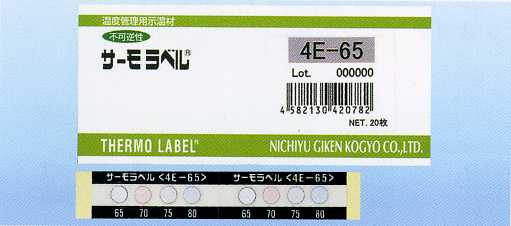 温度管理用示温材
不可逆性
サーモラベル®
4E-65
Lot. 000000
4 582130 420782
NET. 20枚
THERMO LABEL®
NICHIYU GIKEN KOGYO CO.,LTD.
サーモラベル <4E-65> サーモラベル <4E-65>
65 70 75 80 65 70 75 80